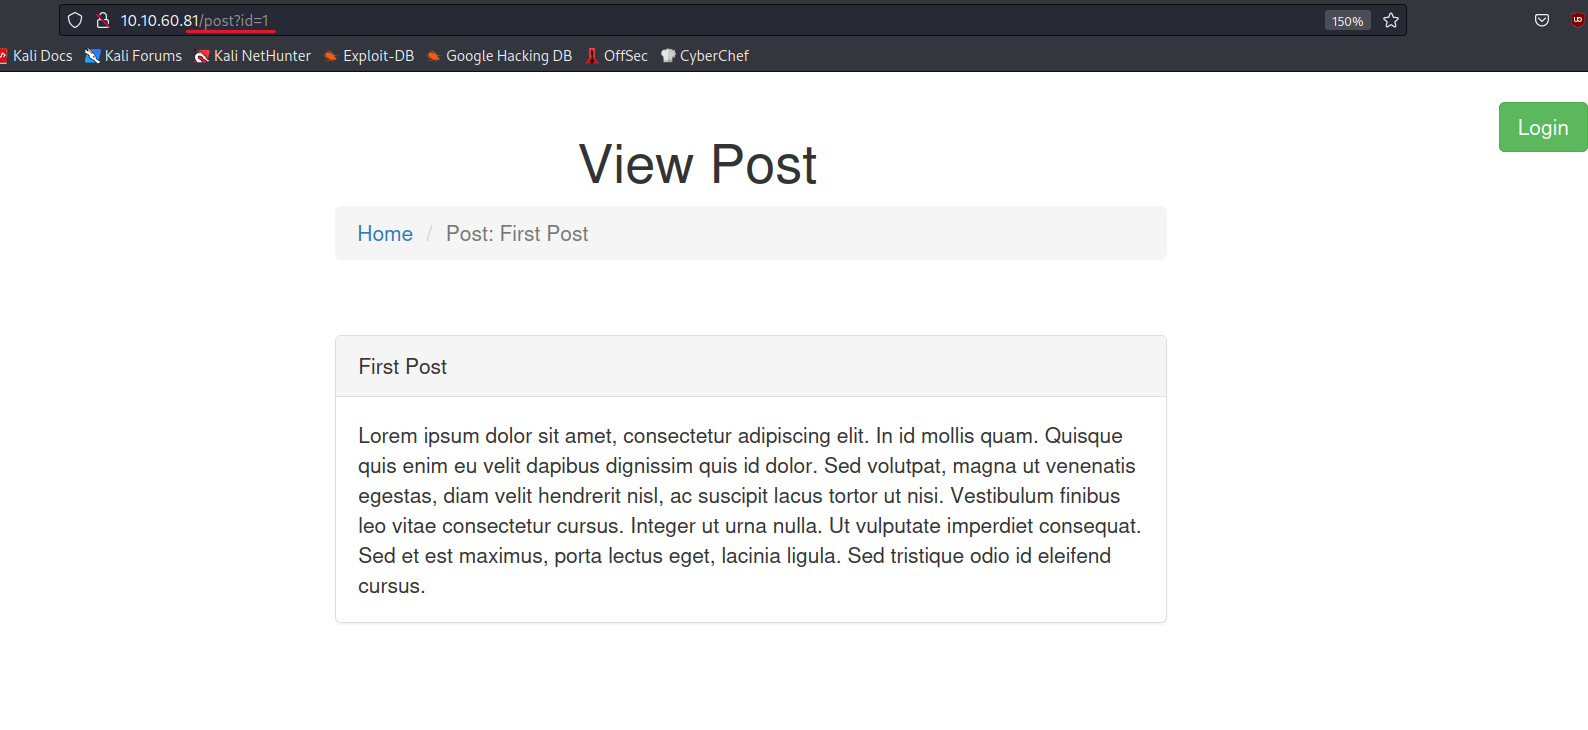 10.10.60.81/post?id=1
150%
Kali Docs Kali Forums Kali NetHunter Exploit-DB Google Hacking DB OffSec CyberChef
Login
View Post
Home / Post: First Post
First Post
Lorem ipsum dolor sit amet, consectetur adipiscing elit. In id mollis quam. Quisque
quis enim eu velit dapibus dignissim quis id dolor. Sed volutpat, magna ut venenatis
egestas, diam velit hendrerit nisl, ac suscipit lacus tortor ut nisi. Vestibulum finibus
leo vitae consectetur cursus. Integer ut urna nulla. Ut vulputate imperdiet consequat.
Sed et est maximus, porta lectus eget, lacinia ligula. Sed tristique odio id eleifend
cursus.